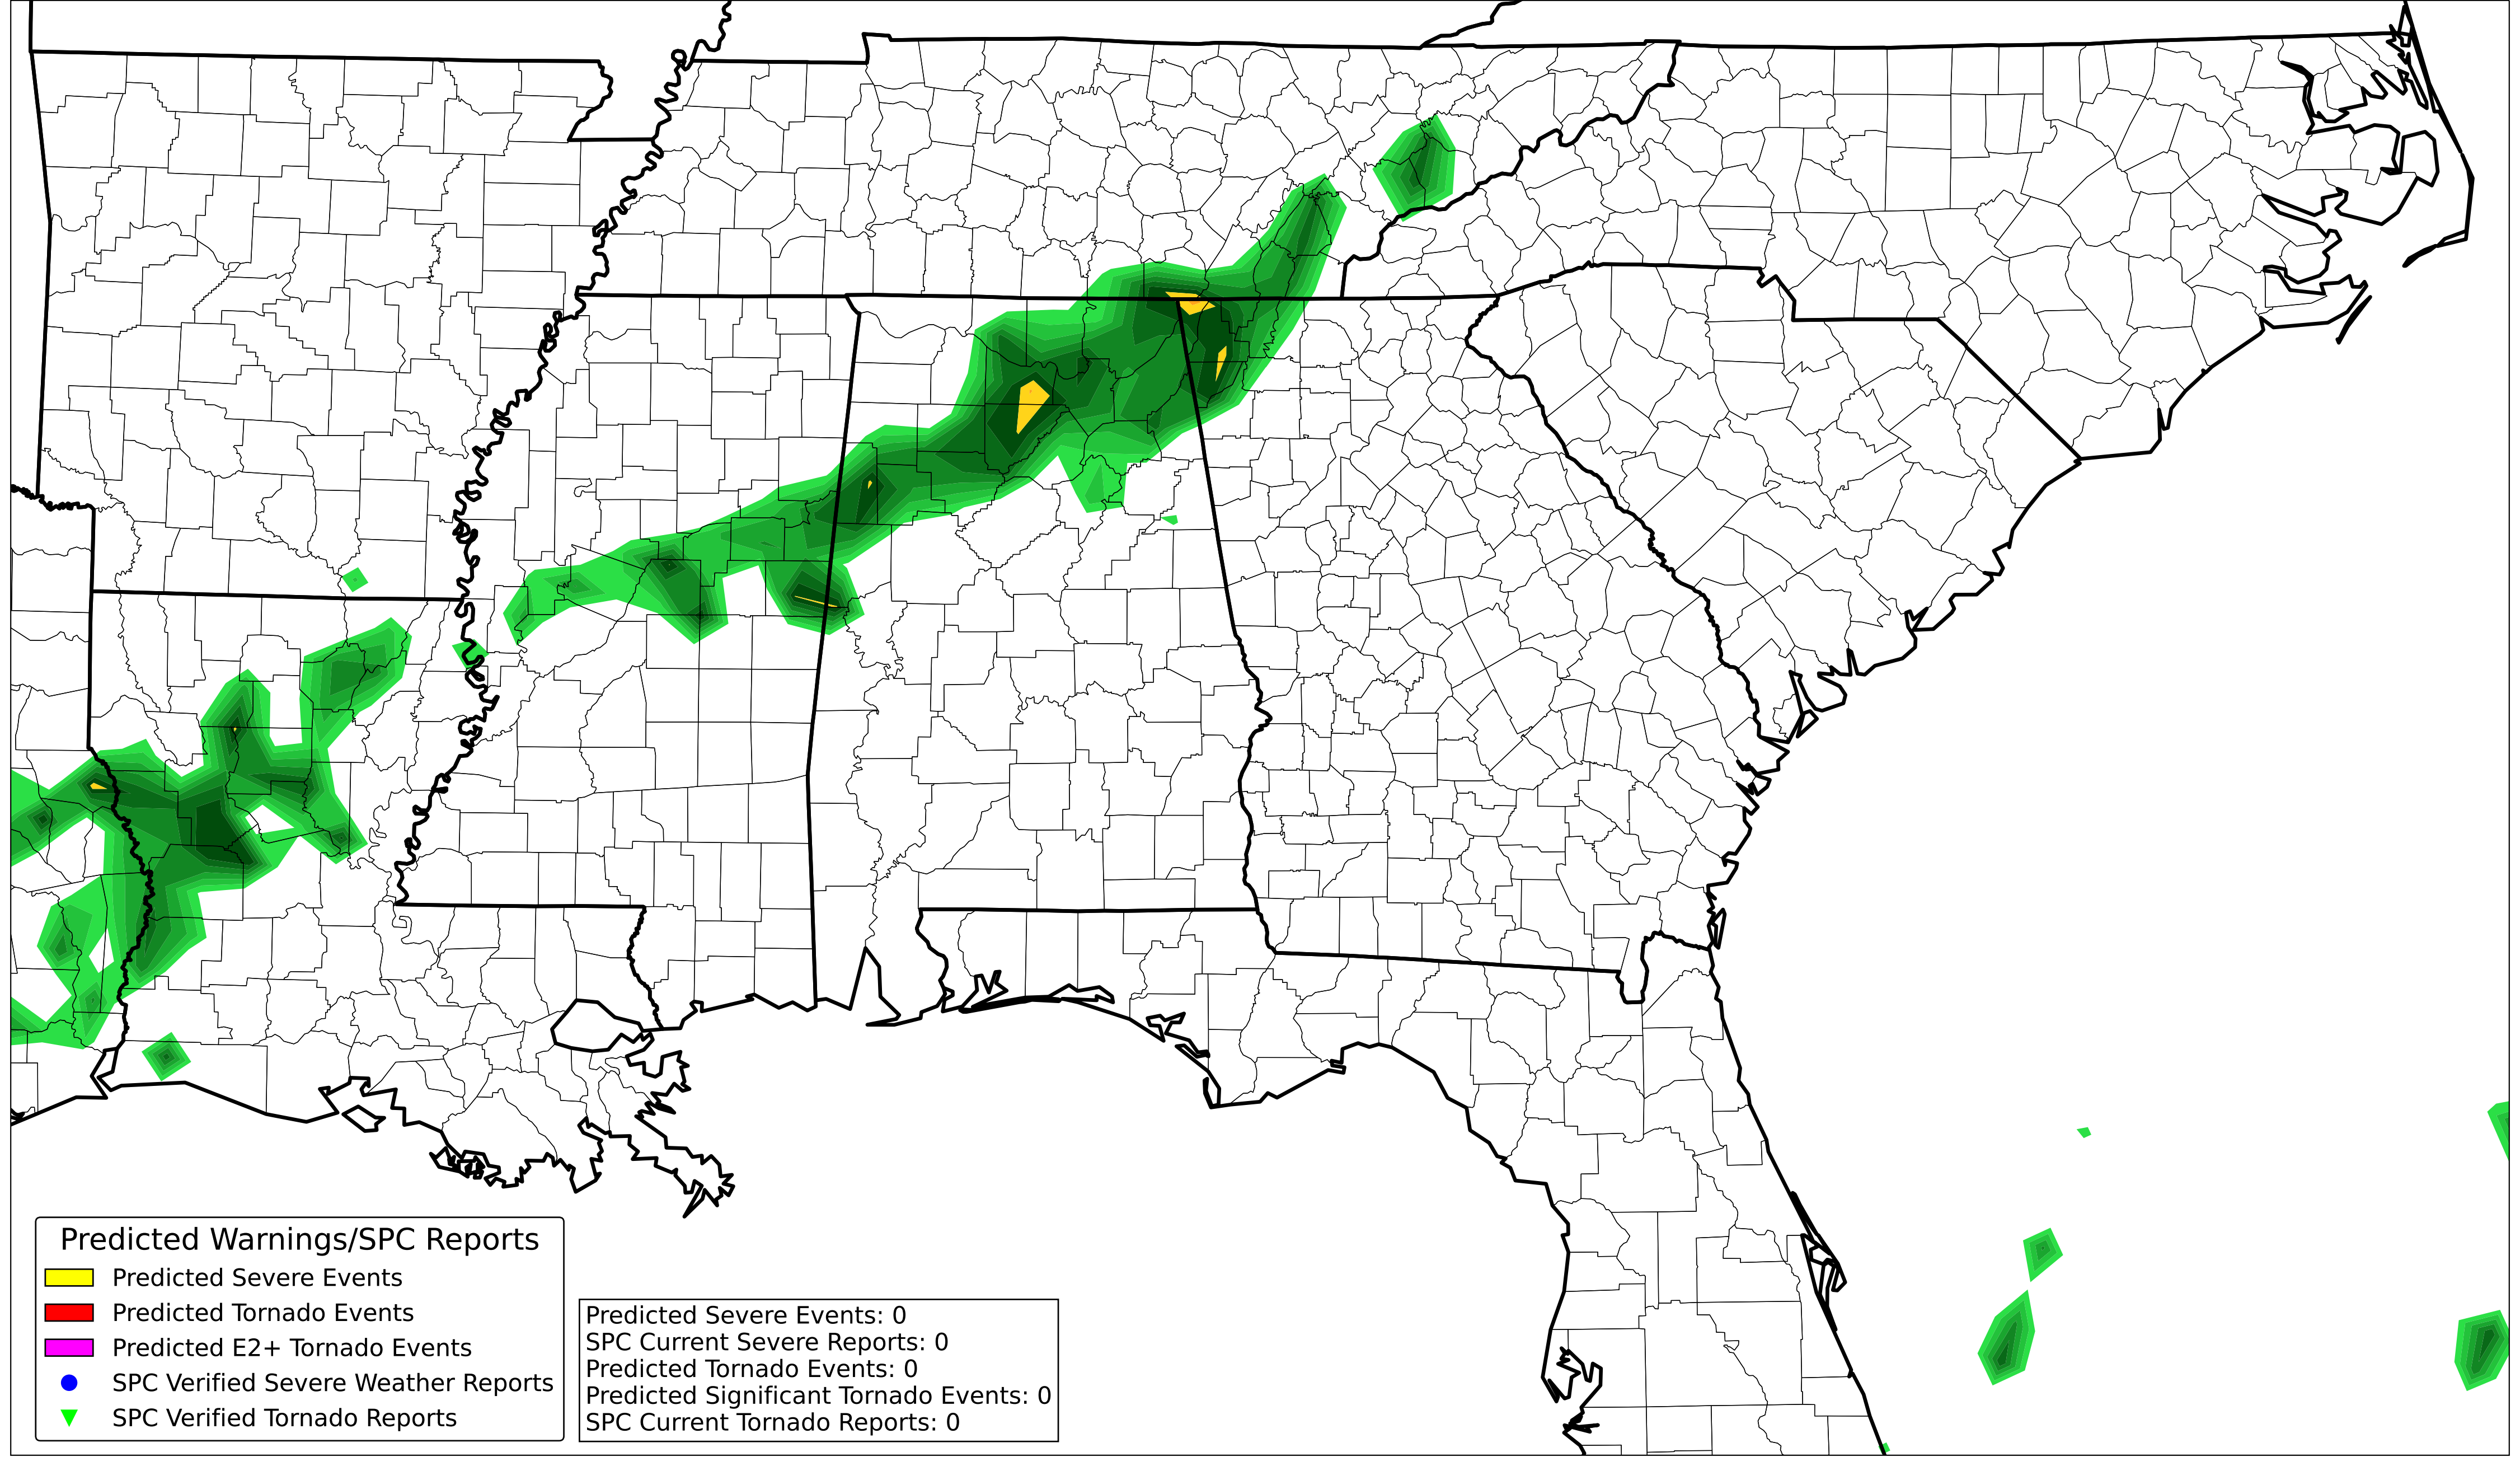 Predicted Warnings/SPC Reports
Predicted Severe Events
Predicted Tornado Events
Predicted E2+ Tornado Events
SPC Verified Severe Weather Reports
SPC Verified Tornado Reports
Predicted Severe Events: 0
SPC Current Severe Reports: 0
Predicted Tornado Events: 0
Predicted Significant Tornado Events: 0
SPC Current Tornado Reports: 0